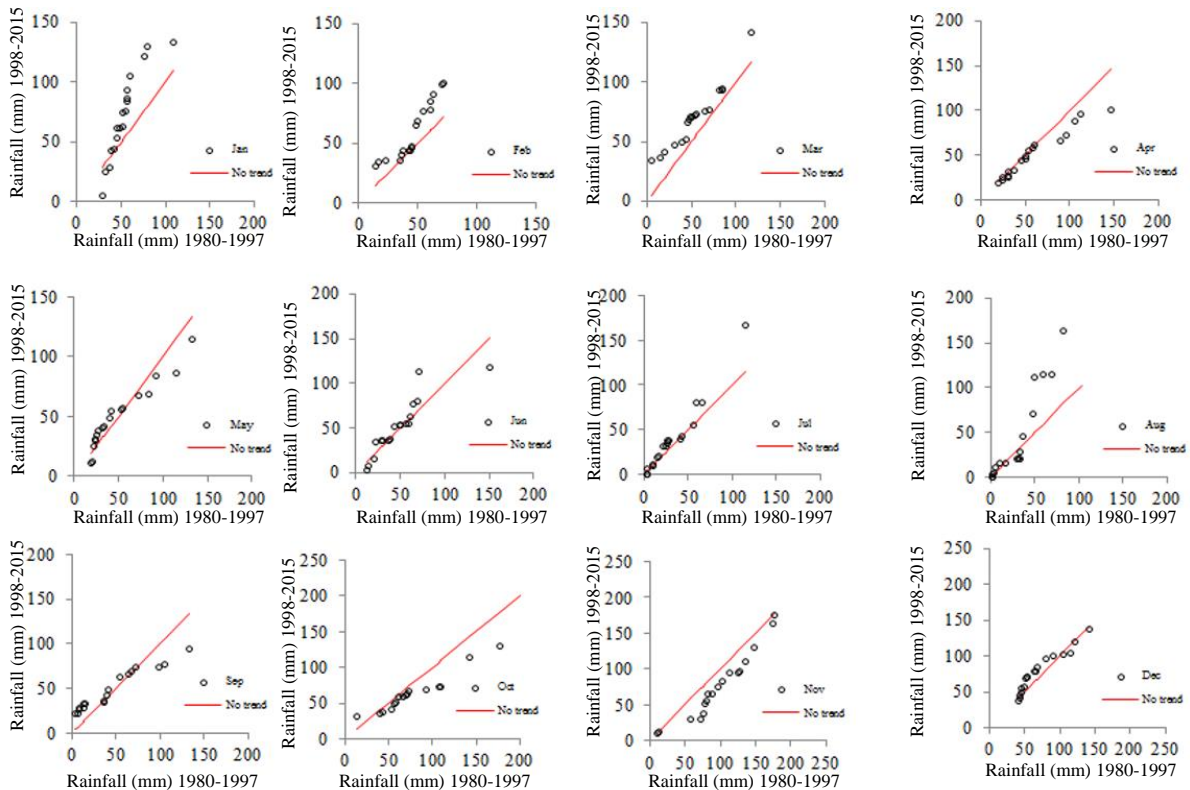 Rainfall (mm) 1998-2015
150
100
50
0
Jan
No trend
0 50 100 150 200
Rainfall (mm) 1980-1997
Rainfall (mm) 1998-2015
150
100
50
0
Feb
No trend
0 50 100 150
Rainfall (mm) 1980-1997
Rainfall (mm) 1998-2015
150
100
50
0
Mar
No trend
0 50 100 150 200
Rainfall (mm) 1980-1997
Rainfall (mm) 1998-2015
200
150
100
50
0
Apr
No trend
0 50 100 150 200
Rainfall (mm) 1980-1997
Rainfall (mm) 1998-2015
150
100
50
0
May
No trend
0 50 100 150 200
Rainfall (mm) 1980-1997
Rainfall (mm) 1998-2015
200
150
100
50
0
Jun
No trend
0 50 100 150 200
Rainfall (mm) 1980-1997
Rainfall (mm) 1998-2015
200
150
100
50
0
Jul
No trend
0 50 100 150 200
Rainfall (mm) 1980-1997
Rainfall (mm) 1998-2015
200
150
100
50
0
Aug
No trend
0 50 100 150 200
Rainfall (mm) 1980-1997
Rainfall (mm) 1998-2015
200
150
100
50
0
Sep
No trend
0 50 100 150 200
Rainfall (mm) 1980-1997
Rainfall (mm) 1998-2015
250
200
150
100
50
0
Oct
No trend
0 50 100 150 200
Rainfall (mm) 1980-1997
Rainfall (mm) 1998-2015
250
200
150
100
50
0
Nov
No trend
0 50 100 150 200 250
Rainfall (mm) 1980-1997
Rainfall (mm) 1998-2015
250
200
150
100
50
0
Dec
No trend
0 50 100 150 200 250
Rainfall (mm) 1980-1997